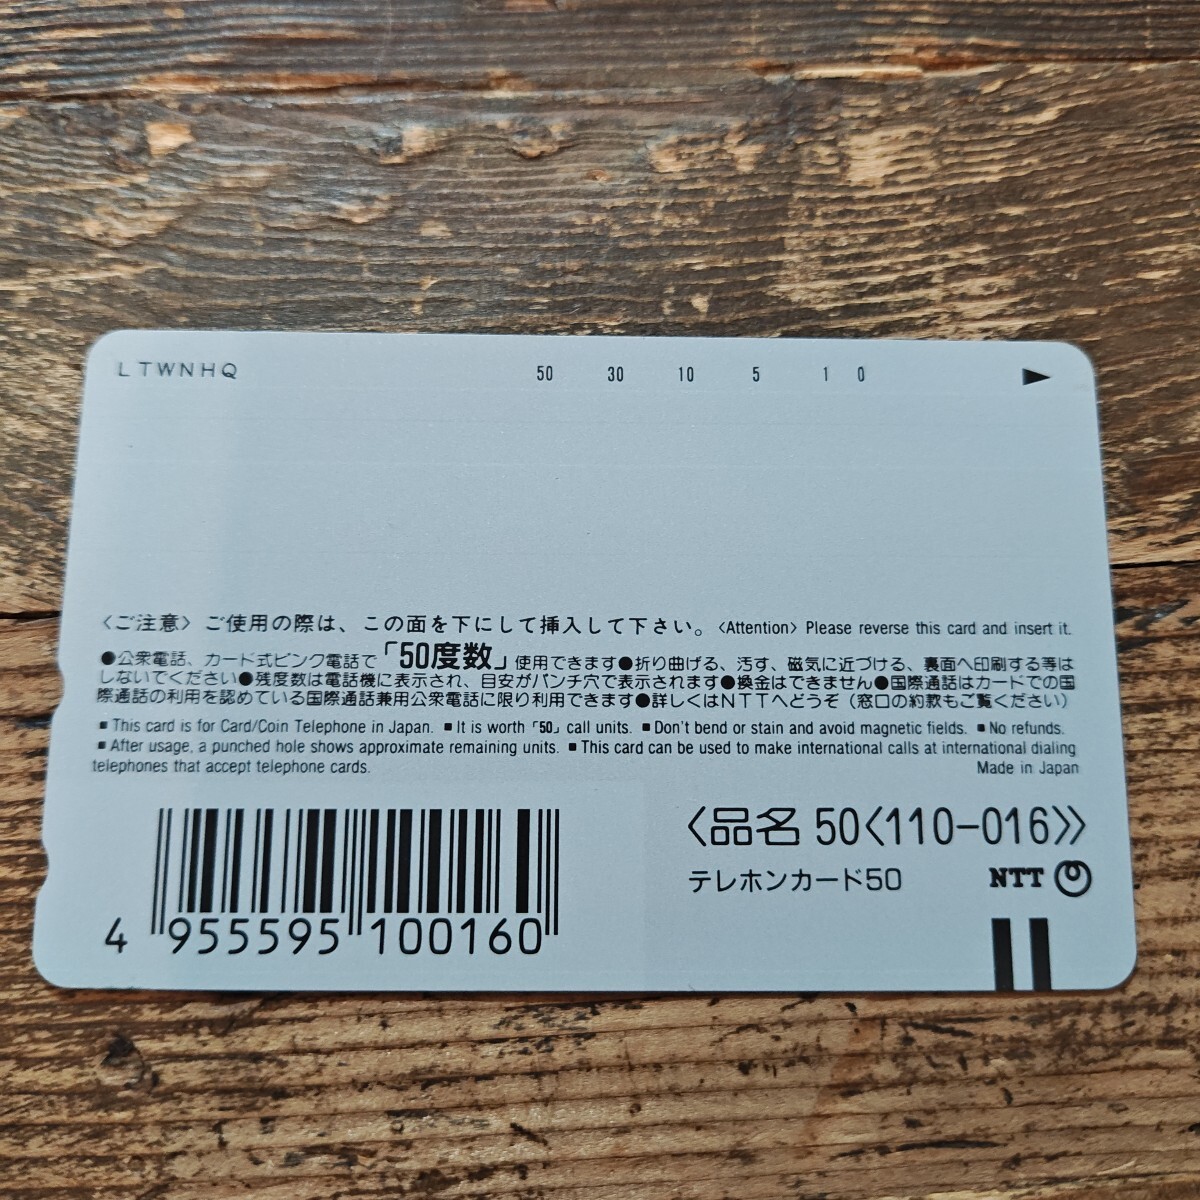 LTWNHQ
50 30 10 5 1 0 ▶
〈ご注意〉ご使用の際は、この面を下にして挿入して下さい。〈Attention〉Please reverse this card and insert it.
●公衆電話、カード式ピンク電話で「50度数」使用できます●折り曲げる、汚す、磁気に近づける、裏面へ印刷する等は
しないでください●残度数は電話機に表示され、目安がパンチ穴で表示されます●換金はできません●国際通話はカードでの国
際通話の利用を認めている国際通話兼用公衆電話に限り利用できます●詳しくはNTTへどうぞ(窓口の約款もご覧ください)
■ This card is for Card/Coin Telephone in Japan. ■ It is worth「50」call units. ■ Don't bend or stain and avoid magnetic fields. ■ No refunds.
■ After usage, a punched hole shows approximate remaining units. ■ This card can be used to make international calls at international dialing
telephones that accept telephone cards.
Made in Japan
〈品名 50〈110-016〉〉
テレホンカード50
NTT
4 955595 100160